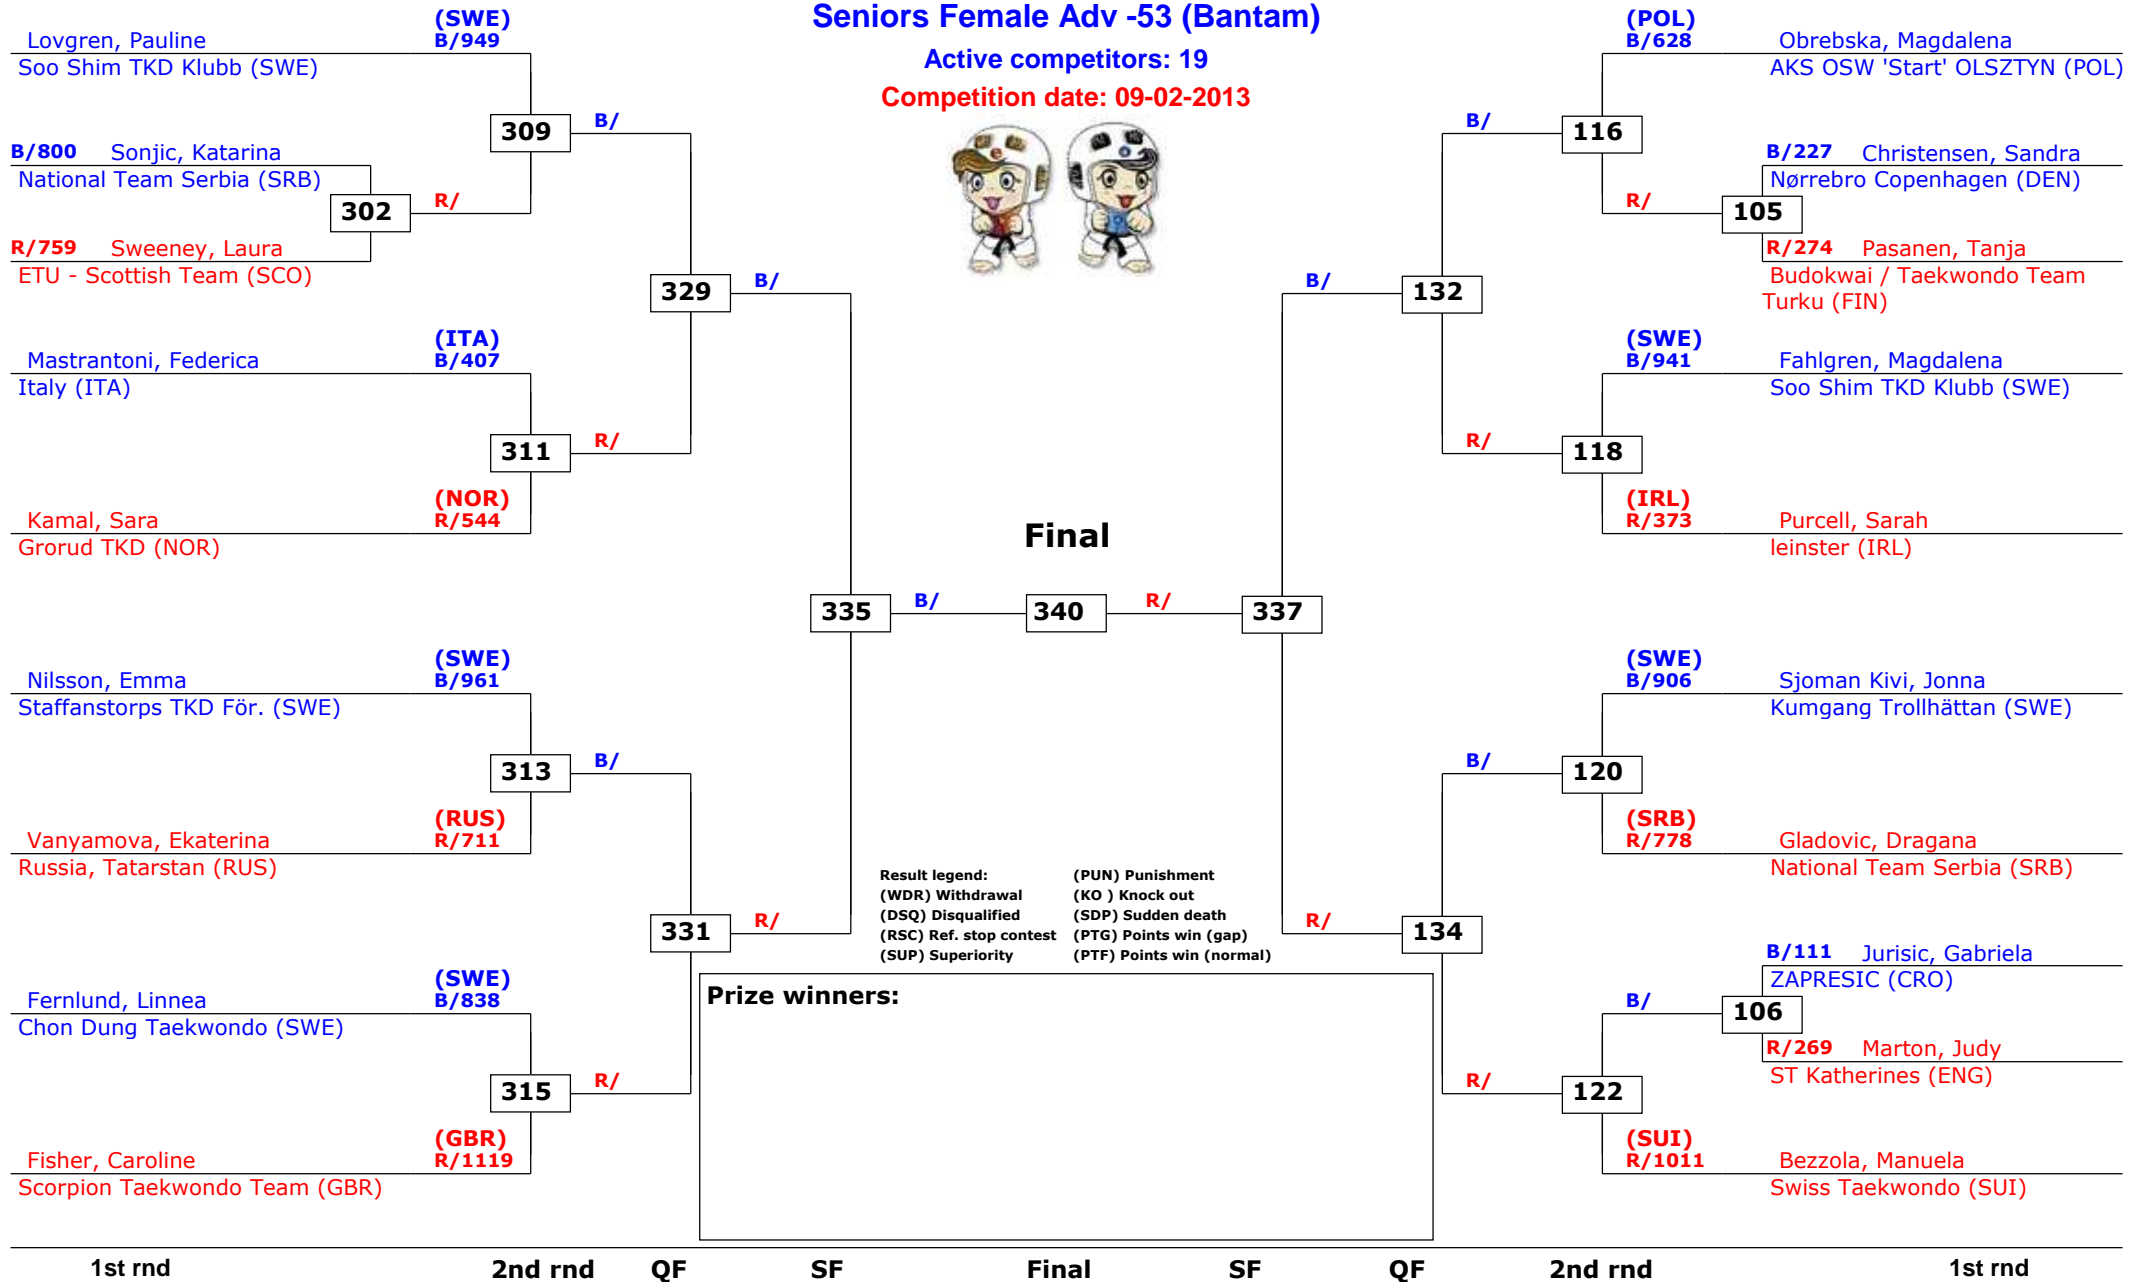 Seniors Female Adv -53 (Bantam)
Active competitors: 19
Competition date: 09-02-2013
(SWE)
Lovgren, Pauline B/949
Soo Shim TKD Klubb (SWE)
309 B/
B/800 Sonjic, Katarina
National Team Serbia (SRB)
302 R/
R/759 Sweeney, Laura
ETU - Scottish Team (SCO)
329 B/
(ITA)
Mastrantoni, Federica B/407
Italy (ITA)
311 R/
(NOR)
Kamal, Sara R/544
Grorud TKD (NOR)
335 B/
(SWE)
Nilsson, Emma B/961
Staffanstorps TKD För. (SWE)
313 B/
(RUS)
Vanyamova, Ekaterina R/711
Russia, Tatarstan (RUS)
331 R/
(SWE)
Fernlund, Linnea B/838
Chon Dung Taekwondo (SWE)
315 R/
(GBR)
Fisher, Caroline R/1119
Scorpion Taekwondo Team (GBR)
Final
340
(POL)
B/628 Obrebska, Magdalena
AKS OSW 'Start' OLSZTYN (POL)
B/ 116
B/227 Christensen, Sandra
Nørrebro Copenhagen (DEN)
R/ 105
R/274 Pasanen, Tanja
Budokwai / Taekwondo Team
Turku (FIN)
B/ 132
(SWE)
B/941 Fahlgren, Magdalena
Soo Shim TKD Klubb (SWE)
R/ 118
(IRL)
R/373 Purcell, Sarah
leinster (IRL)
R/ 337
(SWE)
B/906 Sjoman Kivi, Jonna
Kumgang Trollhättan (SWE)
B/ 120
(SRB)
R/778 Gladovic, Dragana
National Team Serbia (SRB)
R/ 134
B/111 Jurisic, Gabriela
ZAPRESIC (CRO)
B/ 106
R/269 Marton, Judy
ST Katherines (ENG)
R/ 122
(SUI)
R/1011 Bezzola, Manuela
Swiss Taekwondo (SUI)
Result legend: (PUN) Punishment
(WDR) Withdrawal (KO ) Knock out
(DSQ) Disqualified (SDP) Sudden death
(RSC) Ref. stop contest (PTG) Points win (gap)
(SUP) Superiority (PTF) Points win (normal)
Prize winners:
1st rnd 2nd rnd QF SF Final SF QF 2nd rnd 1st rnd